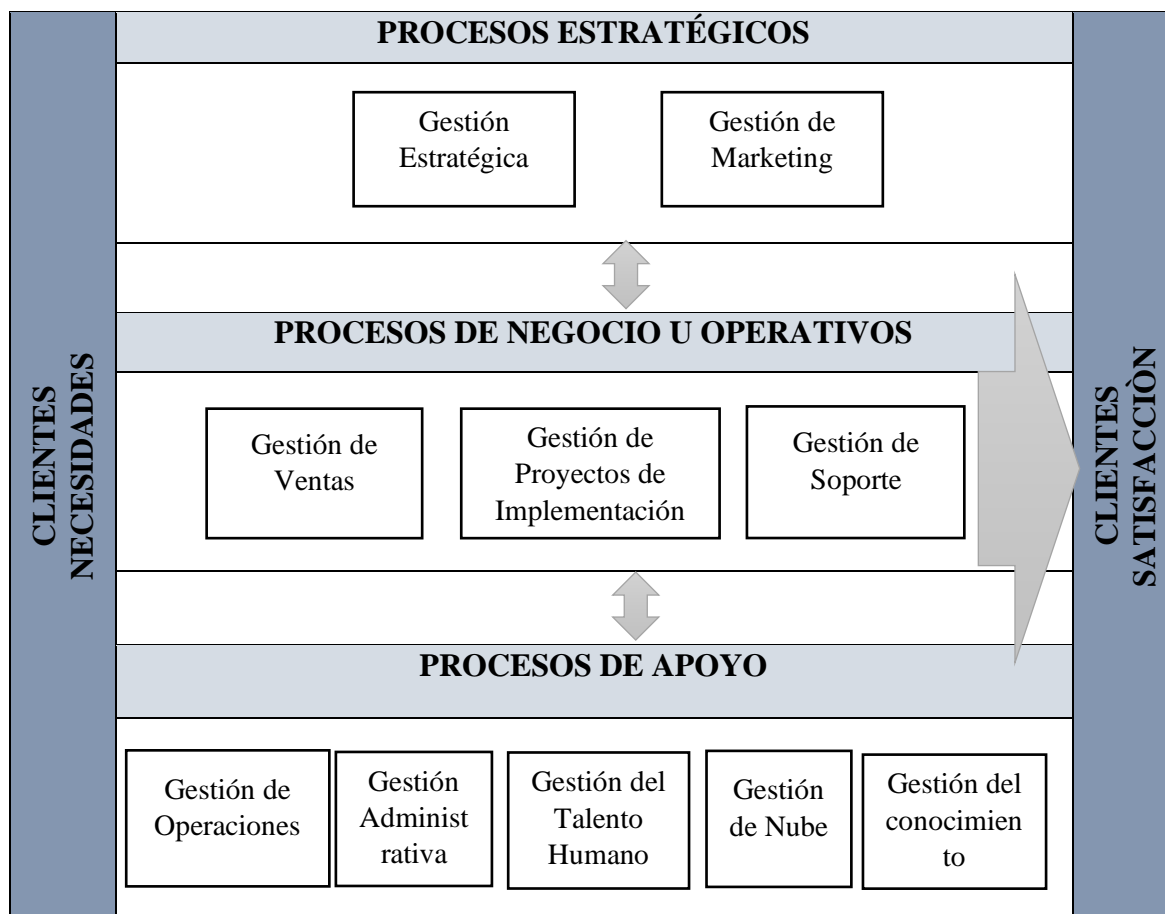 PROCESOS ESTRATÉGICOS
Gestión
Estratégica
Gestión de
Marketing
PROCESOS DE NEGOCIO U OPERATIVOS
CLIENTES
NECESIDADES
Gestión de
Ventas
Gestión de
Proyectos de
Implementación
Gestión de
Soporte
CLIENTES
SATISFACCIÒN
PROCESOS DE APOYO
Gestión de
Operaciones
Gestión
Administ
rativa
Gestión del
Talento
Humano
Gestión
de Nube
Gestión del
conocimien
to